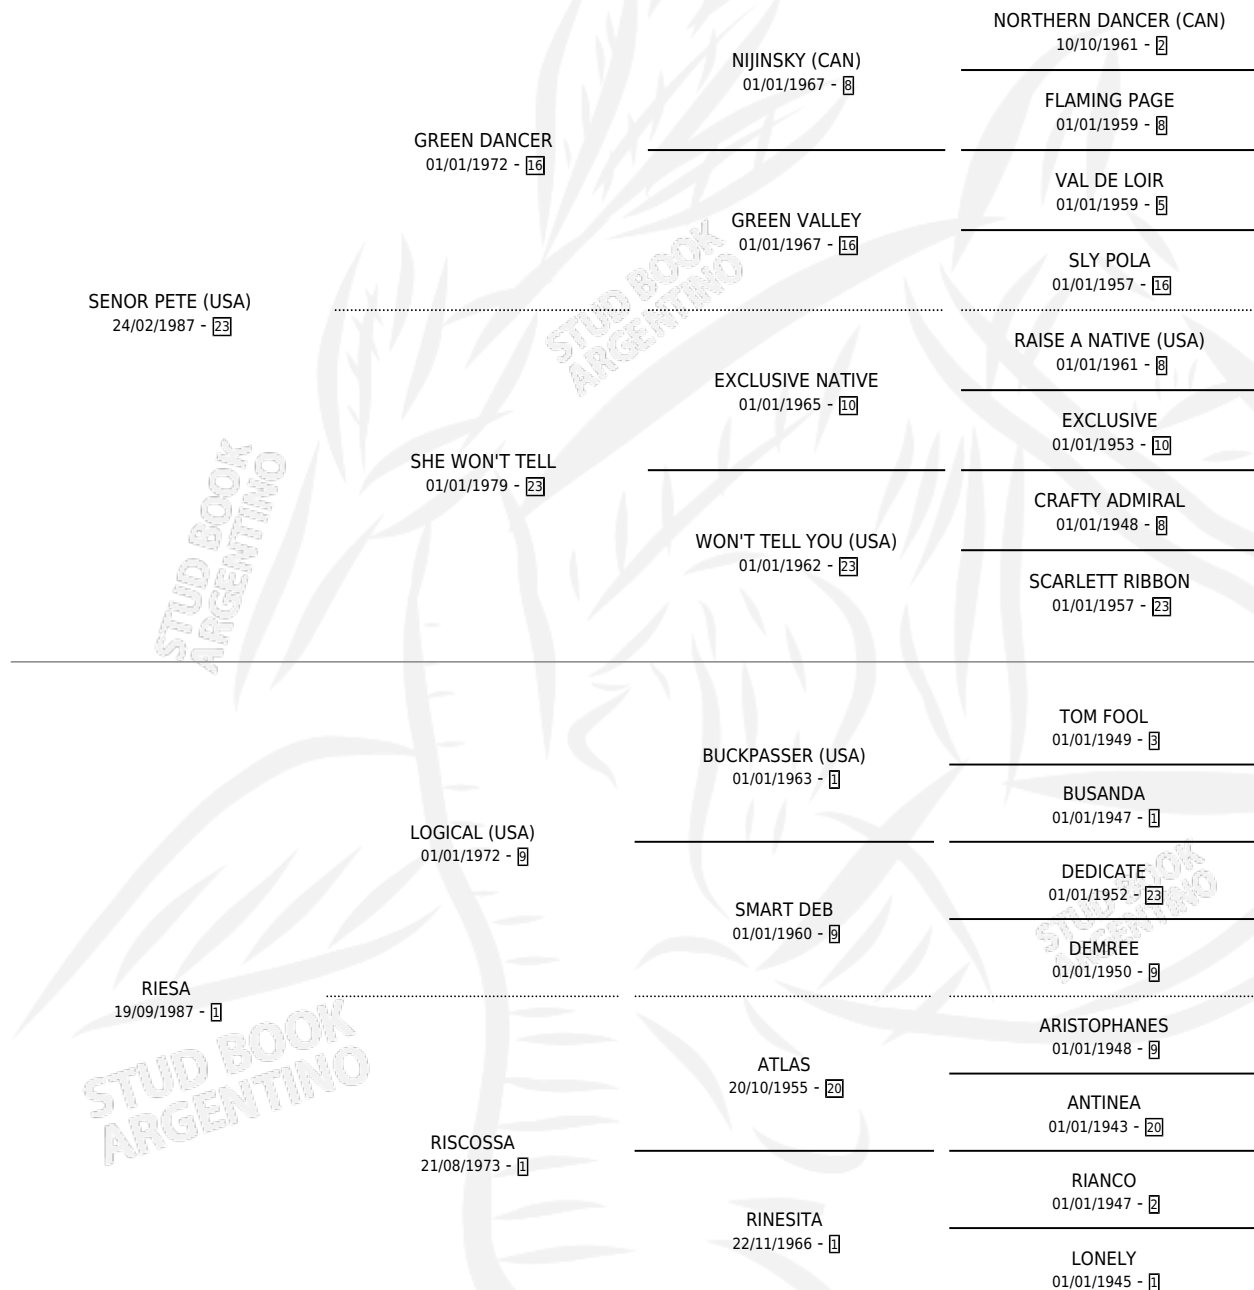 NORTHERN DANCER (CAN)
10/10/1961 - 2
NIJINSKY (CAN)
01/01/1967 - 8
FLAMING PAGE
01/01/1959 - 8
GREEN DANCER
01/01/1972 - 16
VAL DE LOIR
01/01/1959 - 5
GREEN VALLEY
01/01/1967 - 16
SLY POLA
01/01/1957 - 16
SENOR PETE (USA)
24/02/1987 - 23
RAISE A NATIVE (USA)
01/01/1961 - 8
EXCLUSIVE NATIVE
01/01/1965 - 10
EXCLUSIVE
01/01/1953 - 10
SHE WON'T TELL
01/01/1979 - 23
CRAFTY ADMIRAL
01/01/1948 - 8
WON'T TELL YOU (USA)
01/01/1962 - 23
SCARLETT RIBBON
01/01/1957 - 23
TOM FOOL
01/01/1949 - 3
BUCKPASSER (USA)
01/01/1963 - 1
BUSANDA
01/01/1947 - 1
LOGICAL (USA)
01/01/1972 - 9
DEDICATE
01/01/1952 - 23
SMART DEB
01/01/1960 - 9
DEMREE
01/01/1950 - 9
RIESA
19/09/1987 - 1
ARISTOPHANES
01/01/1948 - 9
ATLAS
20/10/1955 - 20
ANTINEA
01/01/1943 - 20
RISCOSSA
21/08/1973 - 1
RIANCO
01/01/1947 - 2
RINESITA
22/11/1966 - 1
LONELY
01/01/1945 - 1
STUD BOOK
ARGENTINO
STUD BOOK
ARGENTINO
STUD BOOK
ARGENTINO
STUD BOOK
ARGENTINO